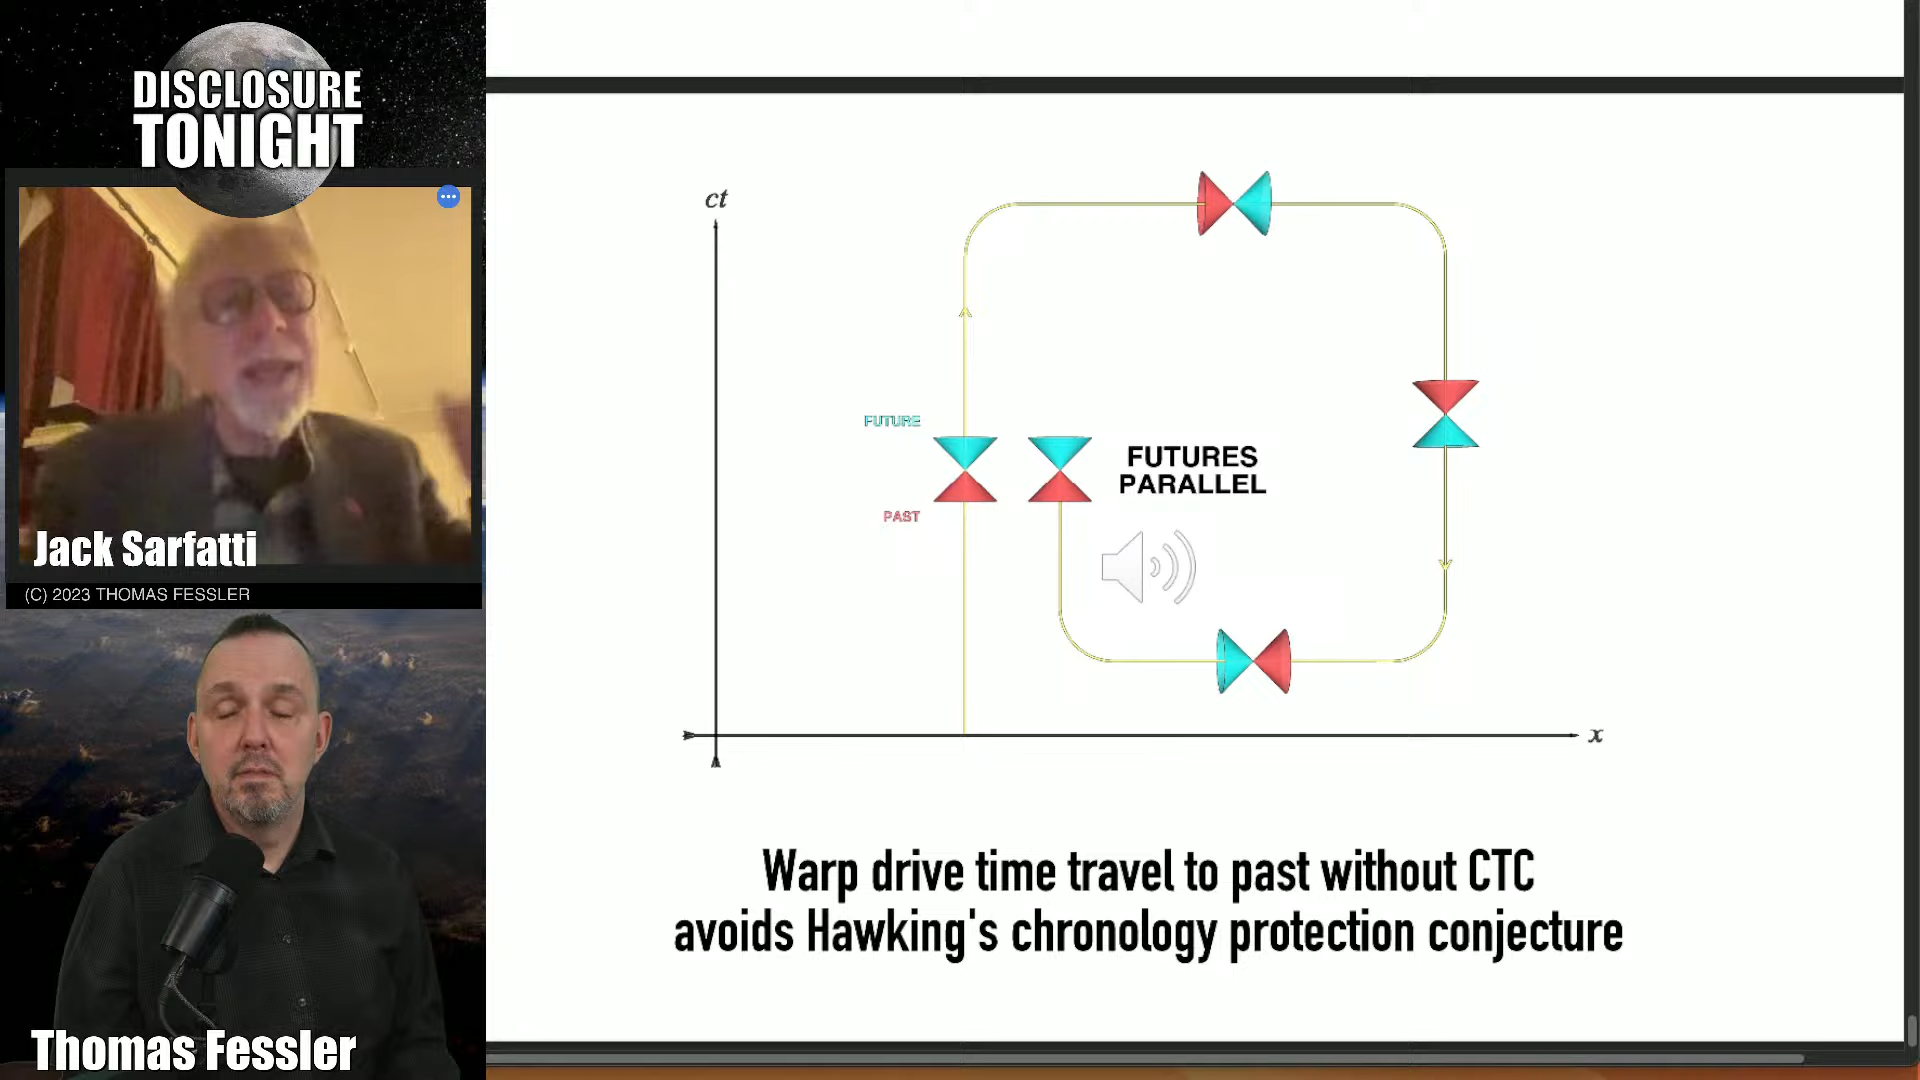 DISCLOSURE
TONIGHT
Jack Sarfatti
(C) 2023 THOMAS FESSLER
Thomas Fessler
ct
FUTURE
PAST
FUTURES
PARALLEL
x
Warp drive time travel to past without CTC
avoids Hawking's chronology protection conjecture